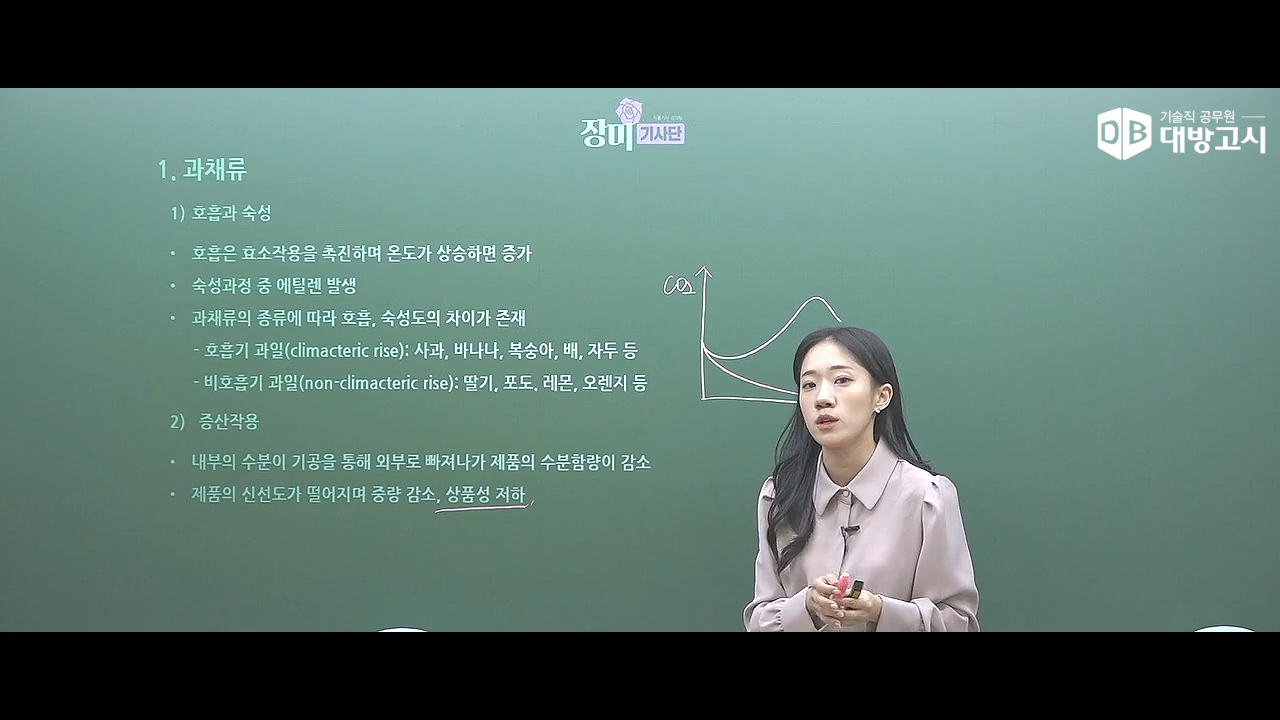 장미 기사단
DB 기술직 공무원
대방고시
1. 과채류
1) 호흡과 숙성
• 호흡은 효소작용을 촉진하며 온도가 상승하면 증가
• 숙성과정 중 에틸렌 발생
• 과채류의 종류에 따라 호흡, 숙성도의 차이가 존재
- 호흡기 과일(climacteric rise): 사과, 바나나, 복숭아, 배, 자두 등
- 비호흡기 과일(non-climacteric rise): 딸기, 포도, 레몬, 오렌지 등
2) 증산작용
• 내부의 수분이 기공을 통해 외부로 빠져나가 제품의 수분함량이 감소
• 제품의 신선도가 떨어지며 중량 감소, 상품성 저하
CO2